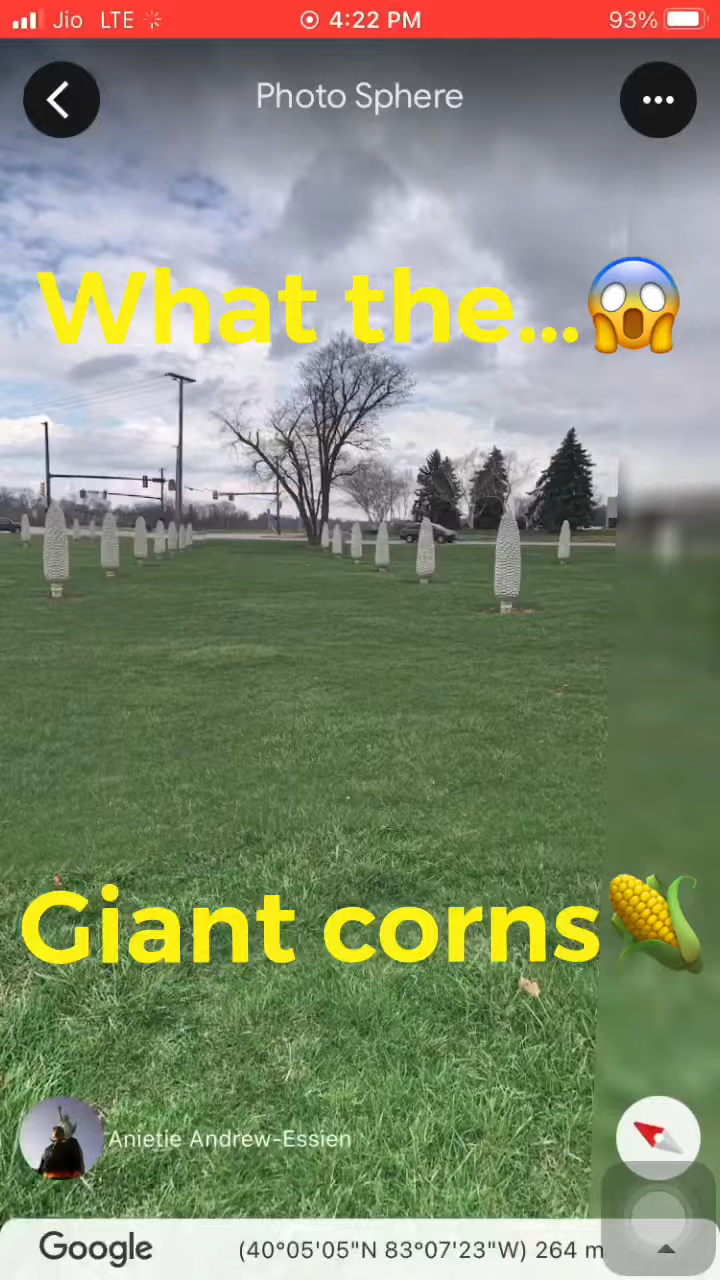 Jio LTE 4:22 PM 93%
Photo Sphere
What the...😱
Giant corns🌽
Anietie Andrew-Essien
Google (40°05'05"N 83°07'23"W) 264 m